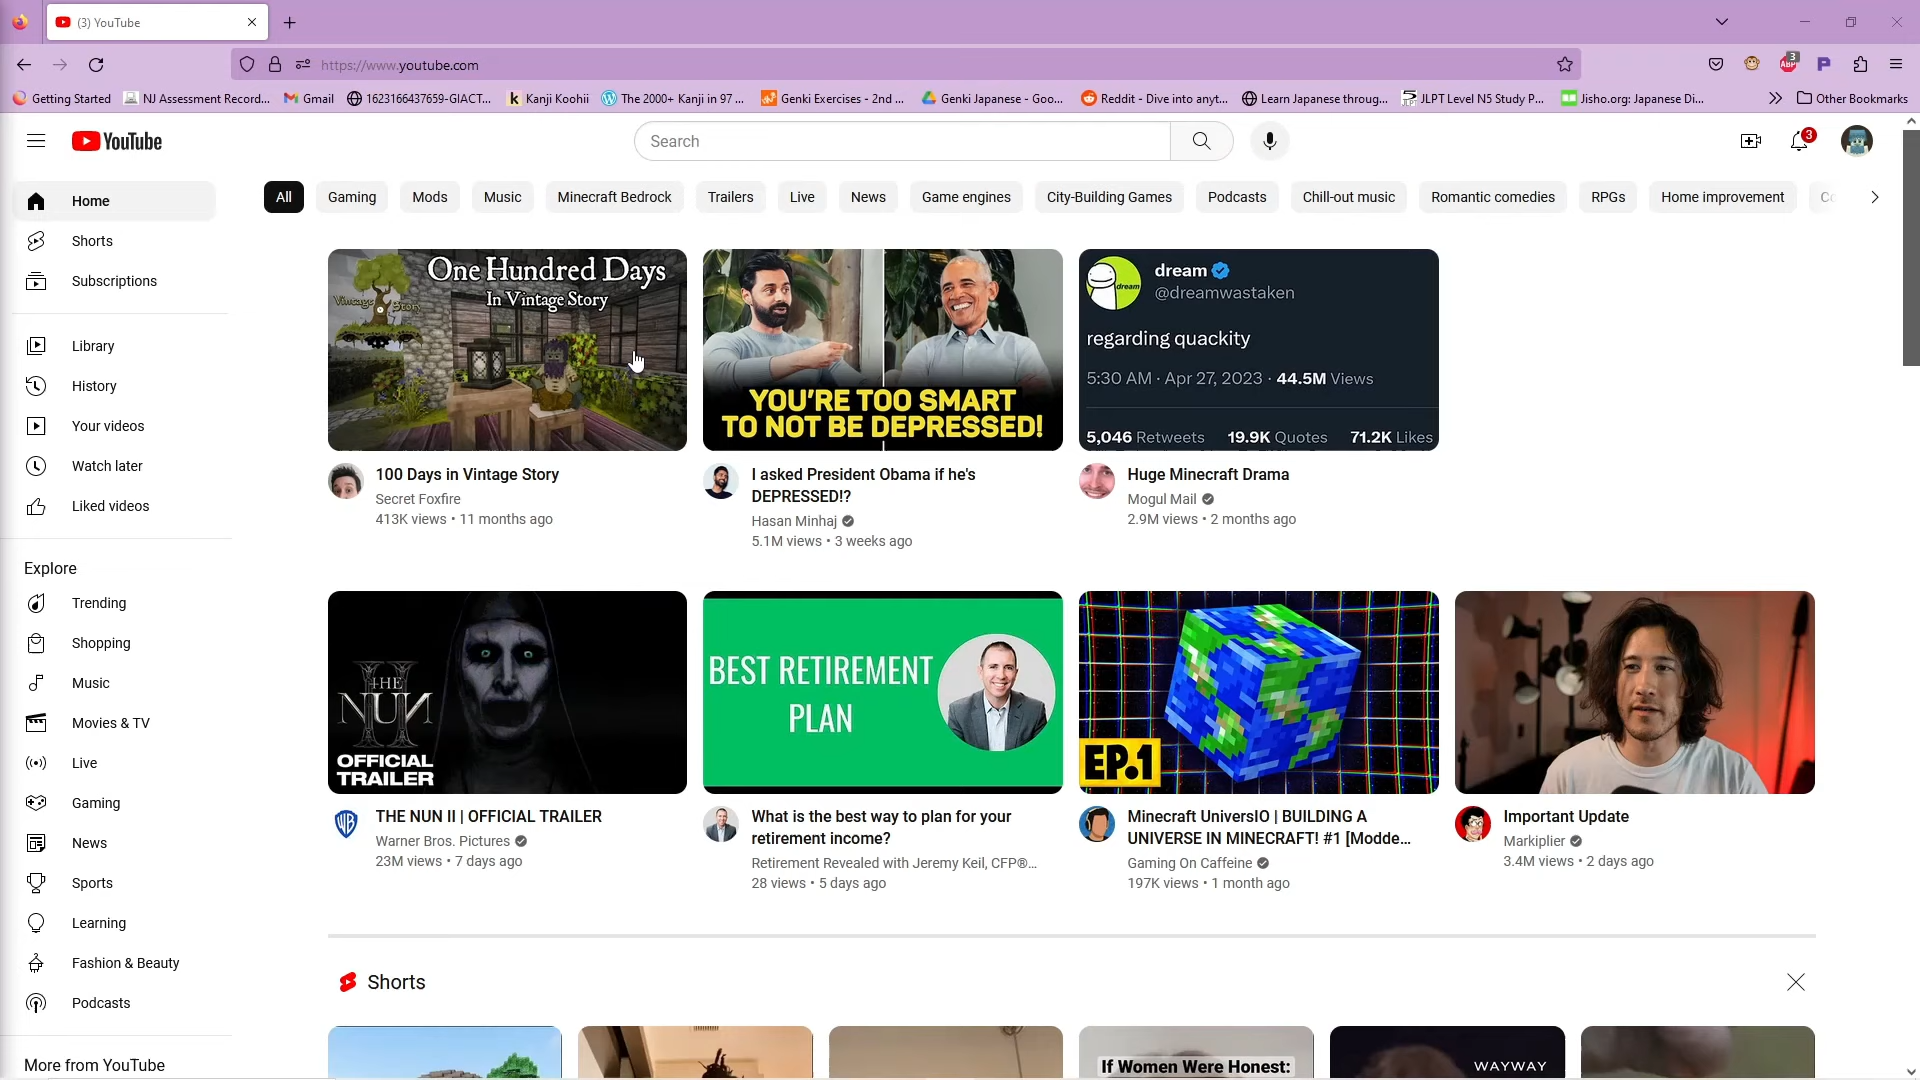 (3) YouTube
https://www.youtube.com
3
Getting Started
NJ Assessment Record...
Gmail
1623166437659-GIACT...
Kanji Koohii
The 2000+ Kanji in 97 ...
Genki Exercises - 2nd ...
Genki Japanese - Goo...
Reddit - Dive into anyt...
Learn Japanese throug...
JLPT Level N5 Study P...
Jisho.org: Japanese Di...
Other Bookmarks
YouTube
Search
3
All
Gaming
Mods
Music
Minecraft Bedrock
Trailers
Live
News
Game engines
City-Building Games
Podcasts
Chill-out music
Romantic comedies
RPGs
Home improvement
Home
Shorts
Subscriptions
Library
History
Your videos
Watch later
Liked videos
Explore
Trending
Shopping
Music
Movies & TV
Live
Gaming
News
Sports
Learning
Fashion & Beauty
Podcasts
More from YouTube
One Hundred Days
In Vintage Story
Vintage Story
100 Days in Vintage Story
Secret Foxfire
413K views • 11 months ago
YOU'RE TOO SMART
TO NOT BE DEPRESSED!
I asked President Obama if he's
DEPRESSED!?
Hasan Minhaj
5.1M views • 3 weeks ago
dream
dream
@dreamwastaken
regarding quackity
5:30 AM · Apr 27, 2023 · 44.5M Views
5,046 Retweets 19.9K Quotes 71.2K Likes
Huge Minecraft Drama
Mogul Mail
2.9M views • 2 months ago
THE
NUN
II
OFFICIAL
TRAILER
THE NUN II | OFFICIAL TRAILER
Warner Bros. Pictures
23M views • 7 days ago
BEST RETIREMENT
PLAN
What is the best way to plan for your
retirement income?
Retirement Revealed with Jeremy Keil, CFP®...
28 views • 5 days ago
EP.1
Minecraft UniversIO | BUILDING A
UNIVERSE IN MINECRAFT! #1 [Modde...
Gaming On Caffeine
197K views • 1 month ago
Important Update
Markiplier
3.4M views • 2 days ago
Shorts
If Women Were Honest:
WAYWAY